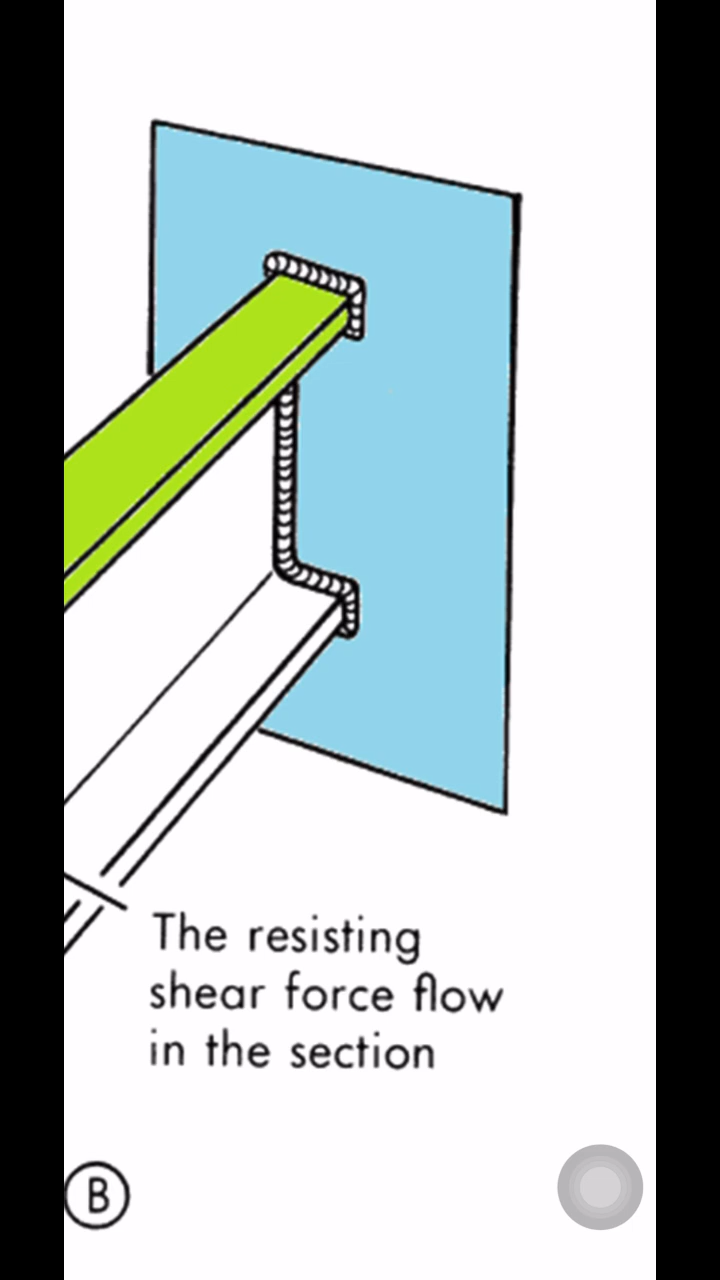 The resisting
shear force flow
in the section
B